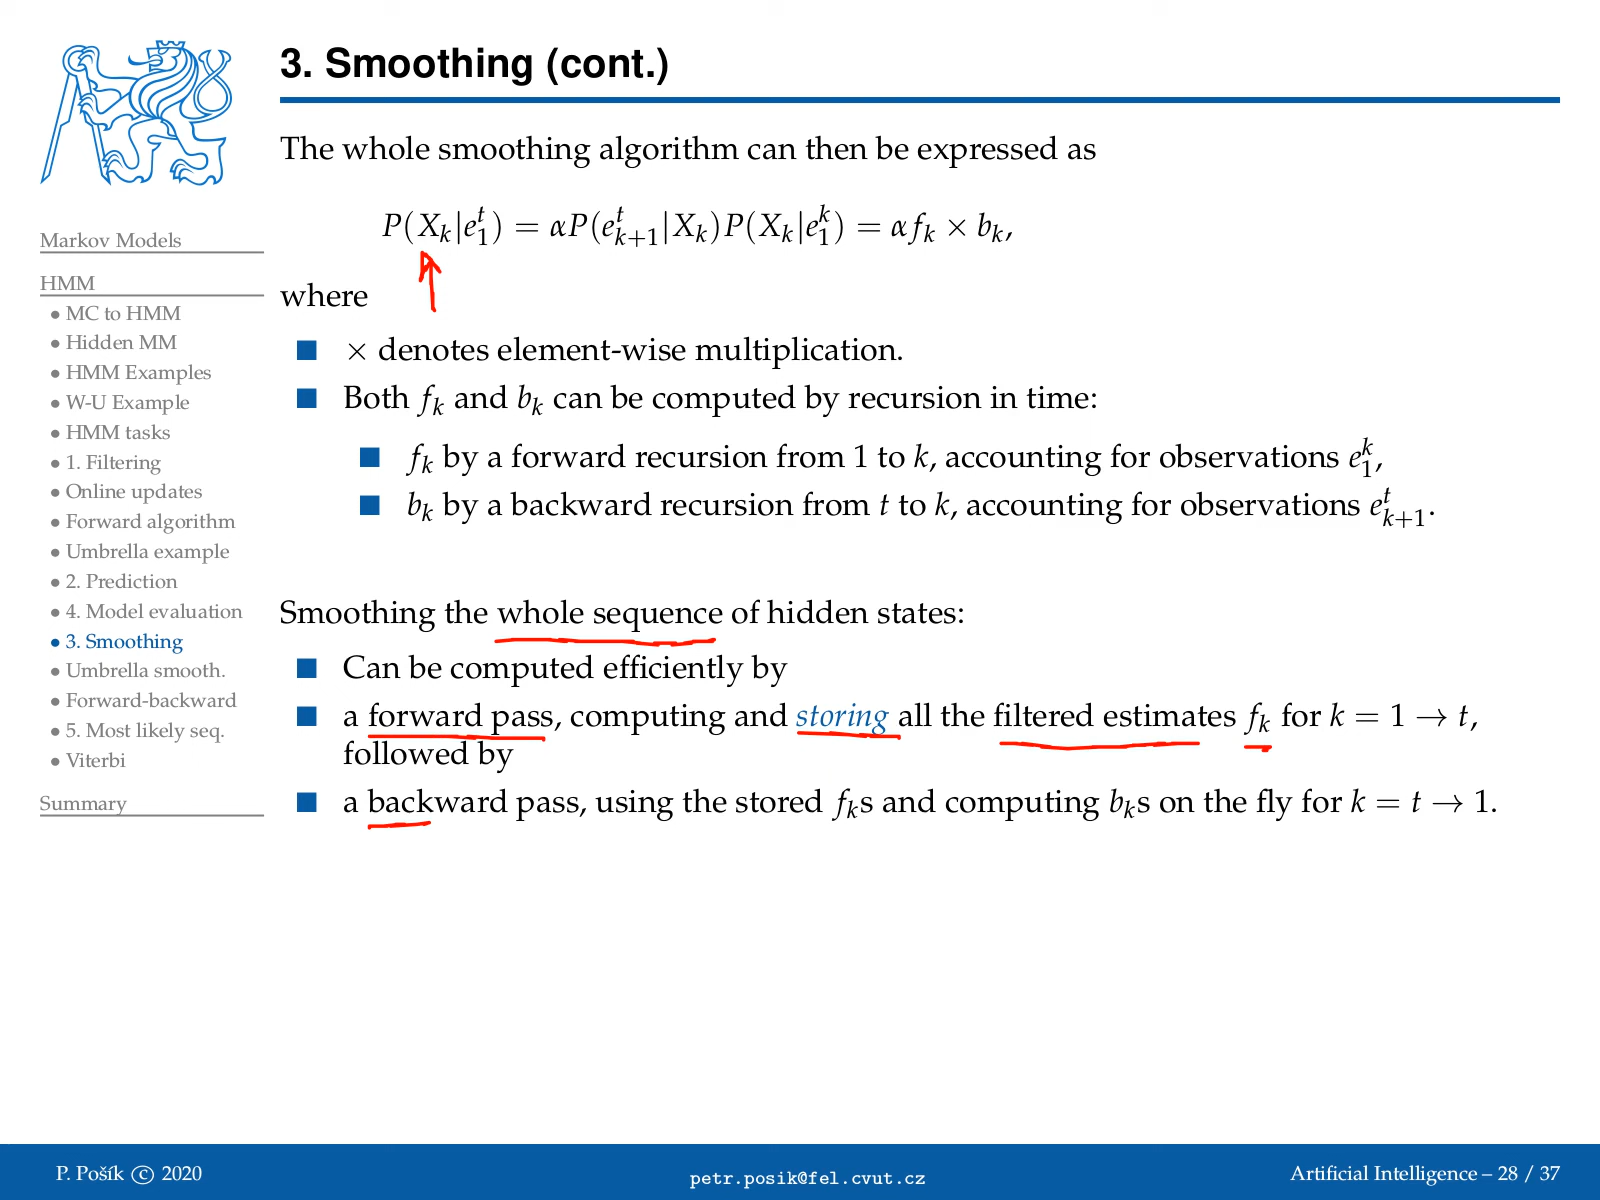 3. Smoothing (cont.)
The whole smoothing algorithm can then be expressed as
P(X_k|e_1^t) = αP(e_{k+1}^t|X_k)P(X_k|e_1^k) = αf_k × b_k,
where
■ × denotes element-wise multiplication.
■ Both f_k and b_k can be computed by recursion in time:
■ f_k by a forward recursion from 1 to k, accounting for observations e_1^k,
■ b_k by a backward recursion from t to k, accounting for observations e_{k+1}^t.
Smoothing the whole sequence of hidden states:
■ Can be computed efficiently by
■ a forward pass, computing and storing all the filtered estimates f_k for k = 1 → t,
followed by
■ a backward pass, using the stored f_ks and computing b_ks on the fly for k = t → 1.
Markov Models
HMM
• MC to HMM
• Hidden MM
• HMM Examples
• W-U Example
• HMM tasks
• 1. Filtering
• Online updates
• Forward algorithm
• Umbrella example
• 2. Prediction
• 4. Model evaluation
• 3. Smoothing
• Umbrella smooth.
• Forward-backward
• 5. Most likely seq.
• Viterbi
Summary
P. Pošík © 2020
petr.posik@fel.cvut.cz
Artificial Intelligence – 28 / 37